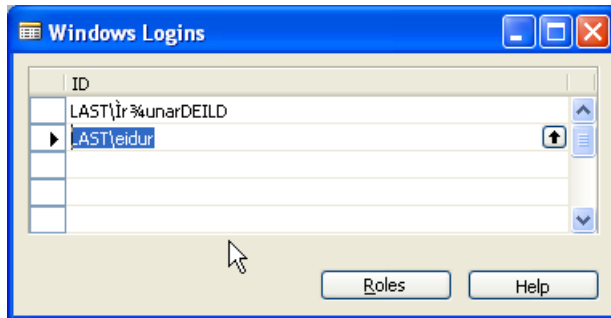 Windows Logins
ID
LAST\Ìr¾unarDEILD
LAST\eidur
Roles
Help